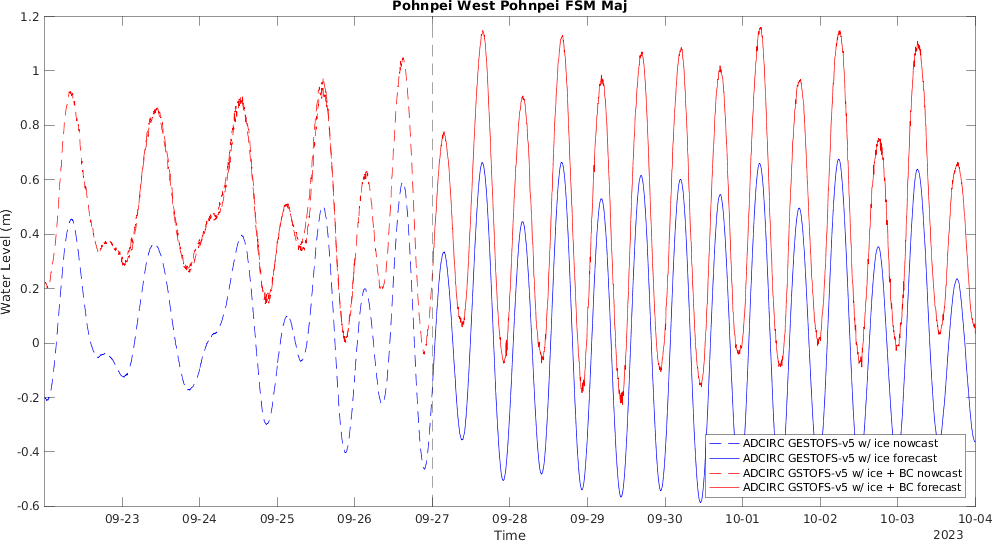 Pohnpei West Pohnpei FSM Maj
1.2
1
0.8
0.6
0.4
0.2
0
-0.2
-0.4
-0.6
Water Level (m)
ADCIRC GESTOFS-v5 w/ ice nowcast
ADCIRC GESTOFS-v5 w/ ice forecast
ADCIRC GSTOFS-v5 w/ ice + BC nowcast
ADCIRC GSTOFS-v5 w/ ice + BC forecast
09-23 09-24 09-25 09-26 09-27 09-28 09-29 09-30 10-01 10-02 10-03 10-04
Time
2023